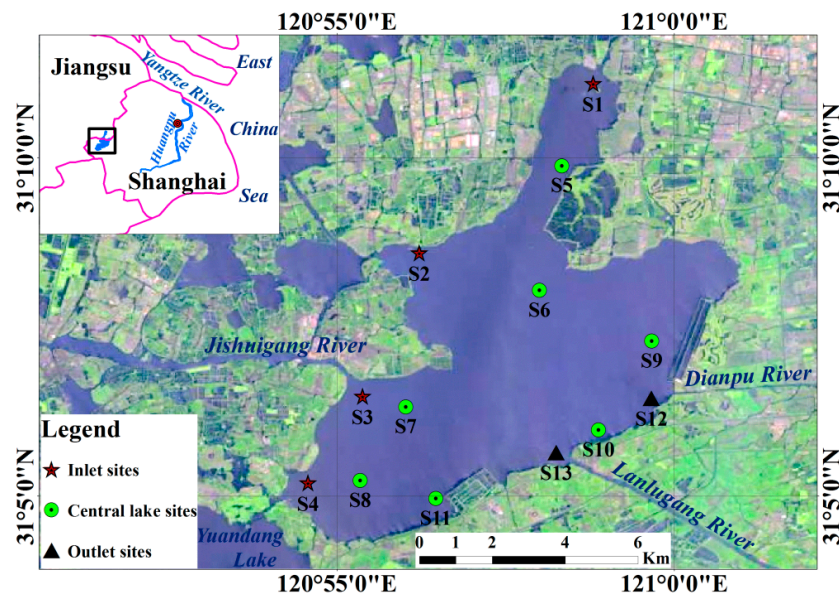 120°55'0"E
121°0'0"E
Jiangsu
East
Yangtze River
China
Huangpu
River
Shanghai
Sea
31°10'0"N
31°10'0"N
S1
S5
S2
S6
Jishuigang River
S9
Dianpu River
S3
S7
S12
S10
S13
Lanlugang River
S4
S8
S11
Yuandang
Lake
31°5'0"N
31°5'0"N
Legend
Inlet sites
Central lake sites
Outlet sites
0 1 2 4 6
Km
120°55'0"E
121°0'0"E